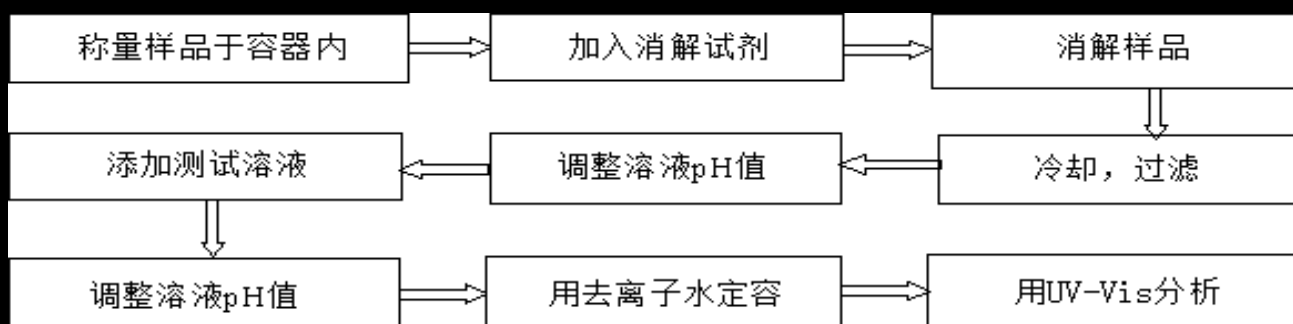 称量样品于容器内
加入消解试剂
消解样品
冷却，过滤
调整溶液pH值
添加测试溶液
调整溶液pH值
用去离子水定容
用UV-Vis分析